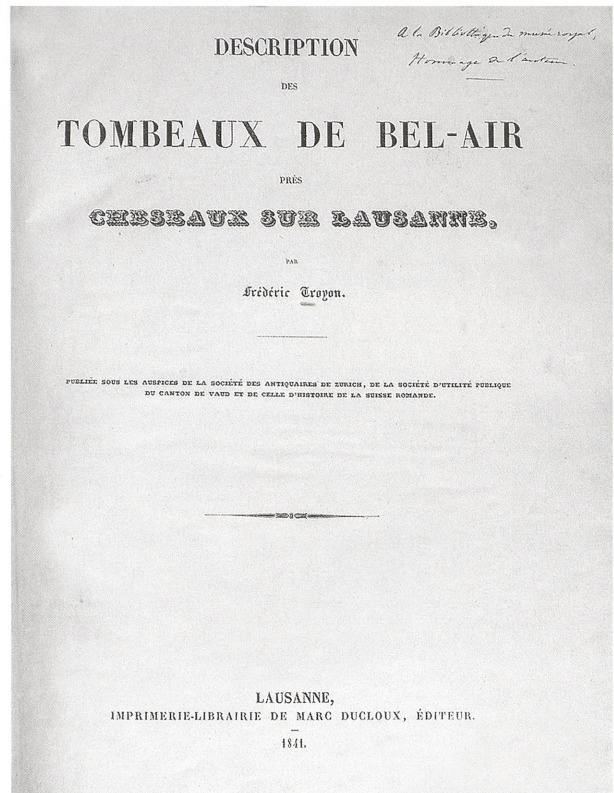 A la Bibliothèque du musée royal,
Hommage de l'auteur.
DESCRIPTION
DES
TOMBEAUX DE BEL-AIR
PRÈS
CHESEAUX SUR LAUSANNE,
PAR
Frédéric Troyon.
PUBLIÉE SOUS LES AUSPICES DE LA SOCIÉTÉ DES ANTIQUAIRES DE ZURICH, DE LA SOCIÉTÉ D'UTILITÉ PUBLIQUE
DU CANTON DE VAUD ET DE CELLE D'HISTOIRE DE LA SUISSE ROMANDE.
LAUSANNE,
IMPRIMERIE-LIBRAIRIE DE MARC DUCLOUX, ÉDITEUR.
1841.